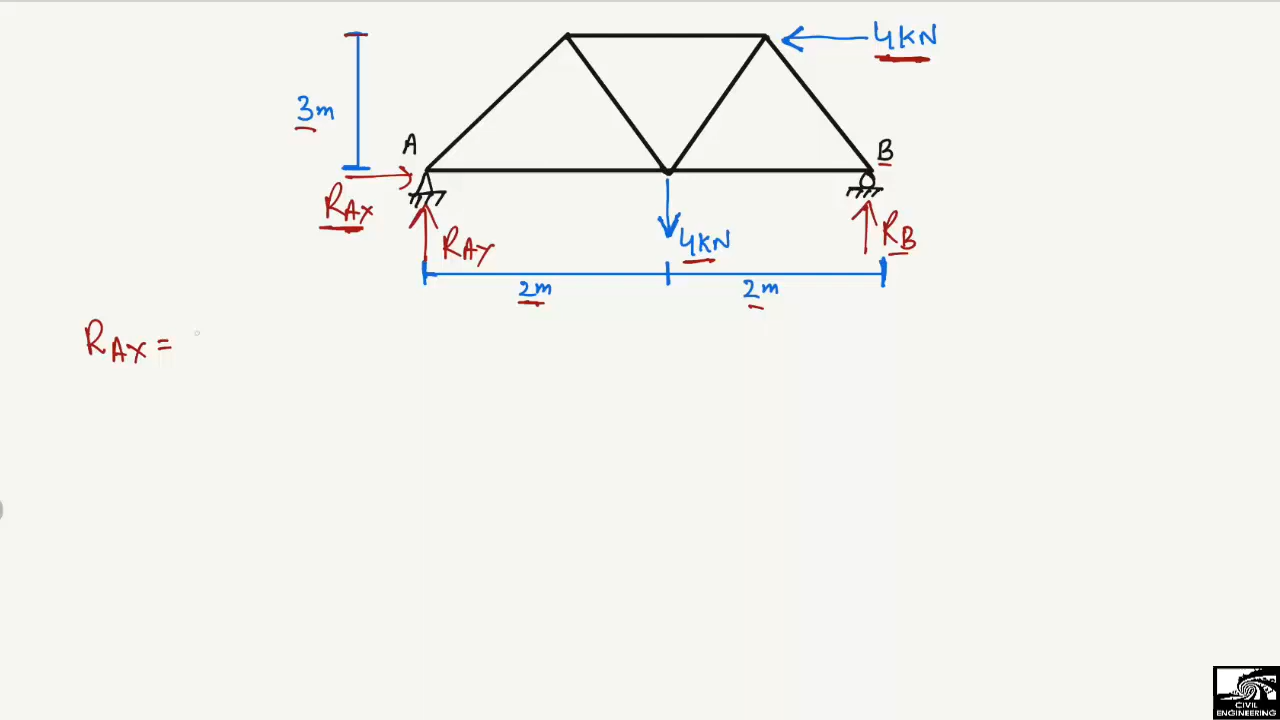 4KN
3m
A
B
RAX
RAY
4KN
RB
2m
2m
RAX =
CIVIL
ENGINEERING